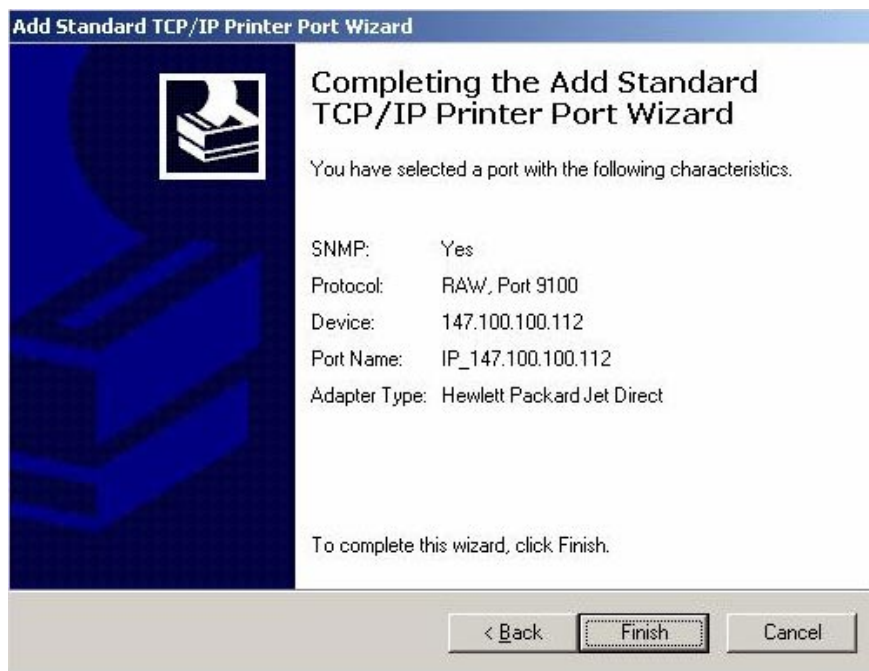 Add Standard TCP/IP Printer Port Wizard
Completing the Add Standard
TCP/IP Printer Port Wizard
You have selected a port with the following characteristics.
SNMP: Yes
Protocol: RAW, Port 9100
Device: 147.100.100.112
Port Name: IP_147.100.100.112
Adapter Type: Hewlett Packard Jet Direct
To complete this wizard, click Finish.
< Back Finish Cancel